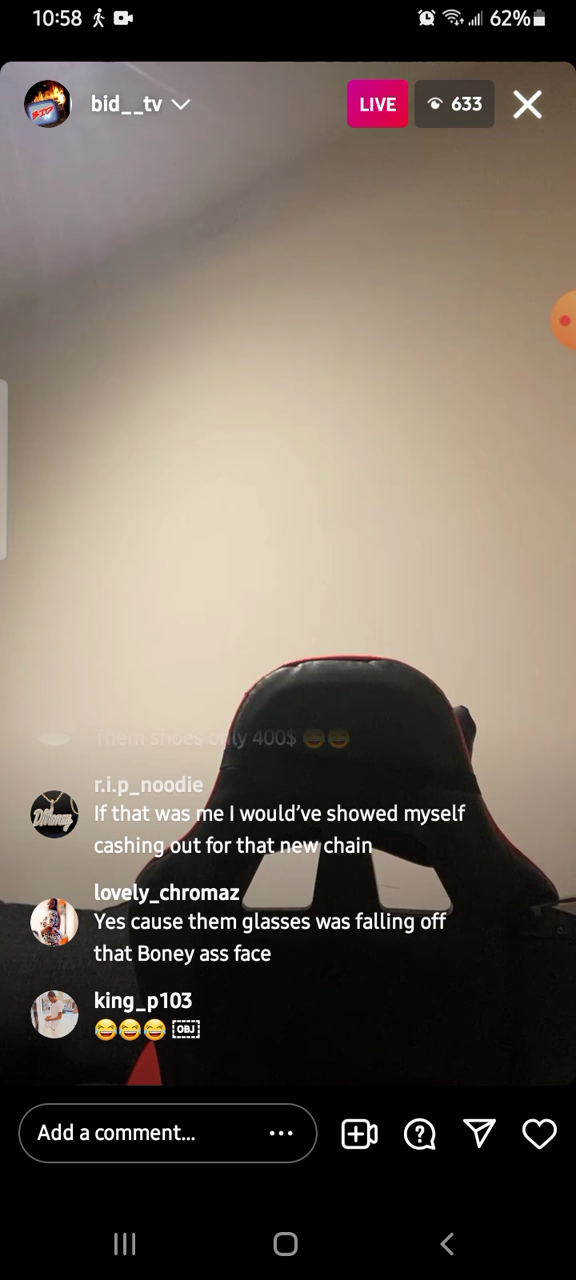 10:58
62%
bid__tv
LIVE
633
Them shoes only 400$ 😄😄
r.i.p_noodie
If that was me I would’ve showed myself
cashing out for that new chain
lovely_chromaz
Yes cause them glasses was falling off
that Boney ass face
king_p103
😂😂😂 OBJ
Add a comment...